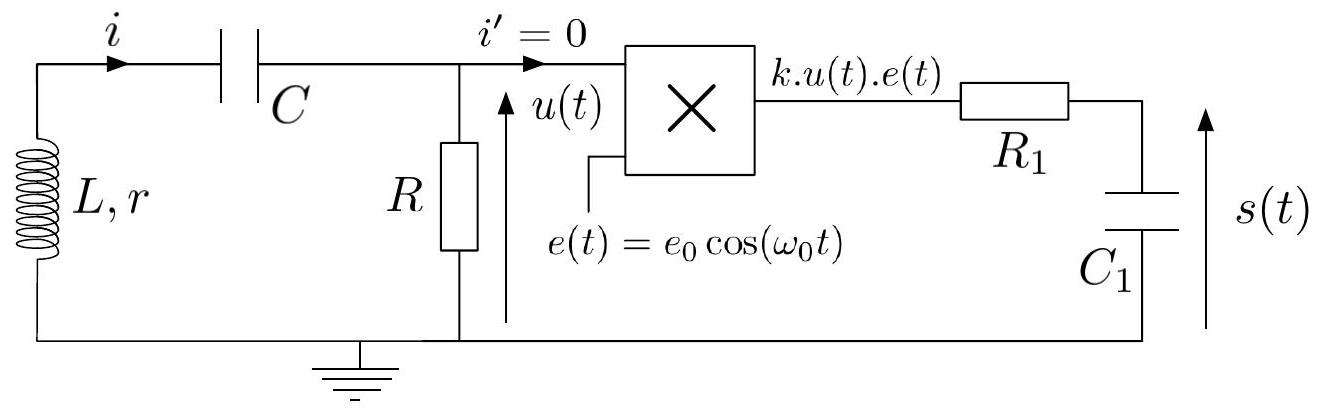 i
i′ = 0
C
u(t)
k.u(t).e(t)
R₁
L, r
R
e(t) = e₀ cos(ω₀t)
s(t)
C₁